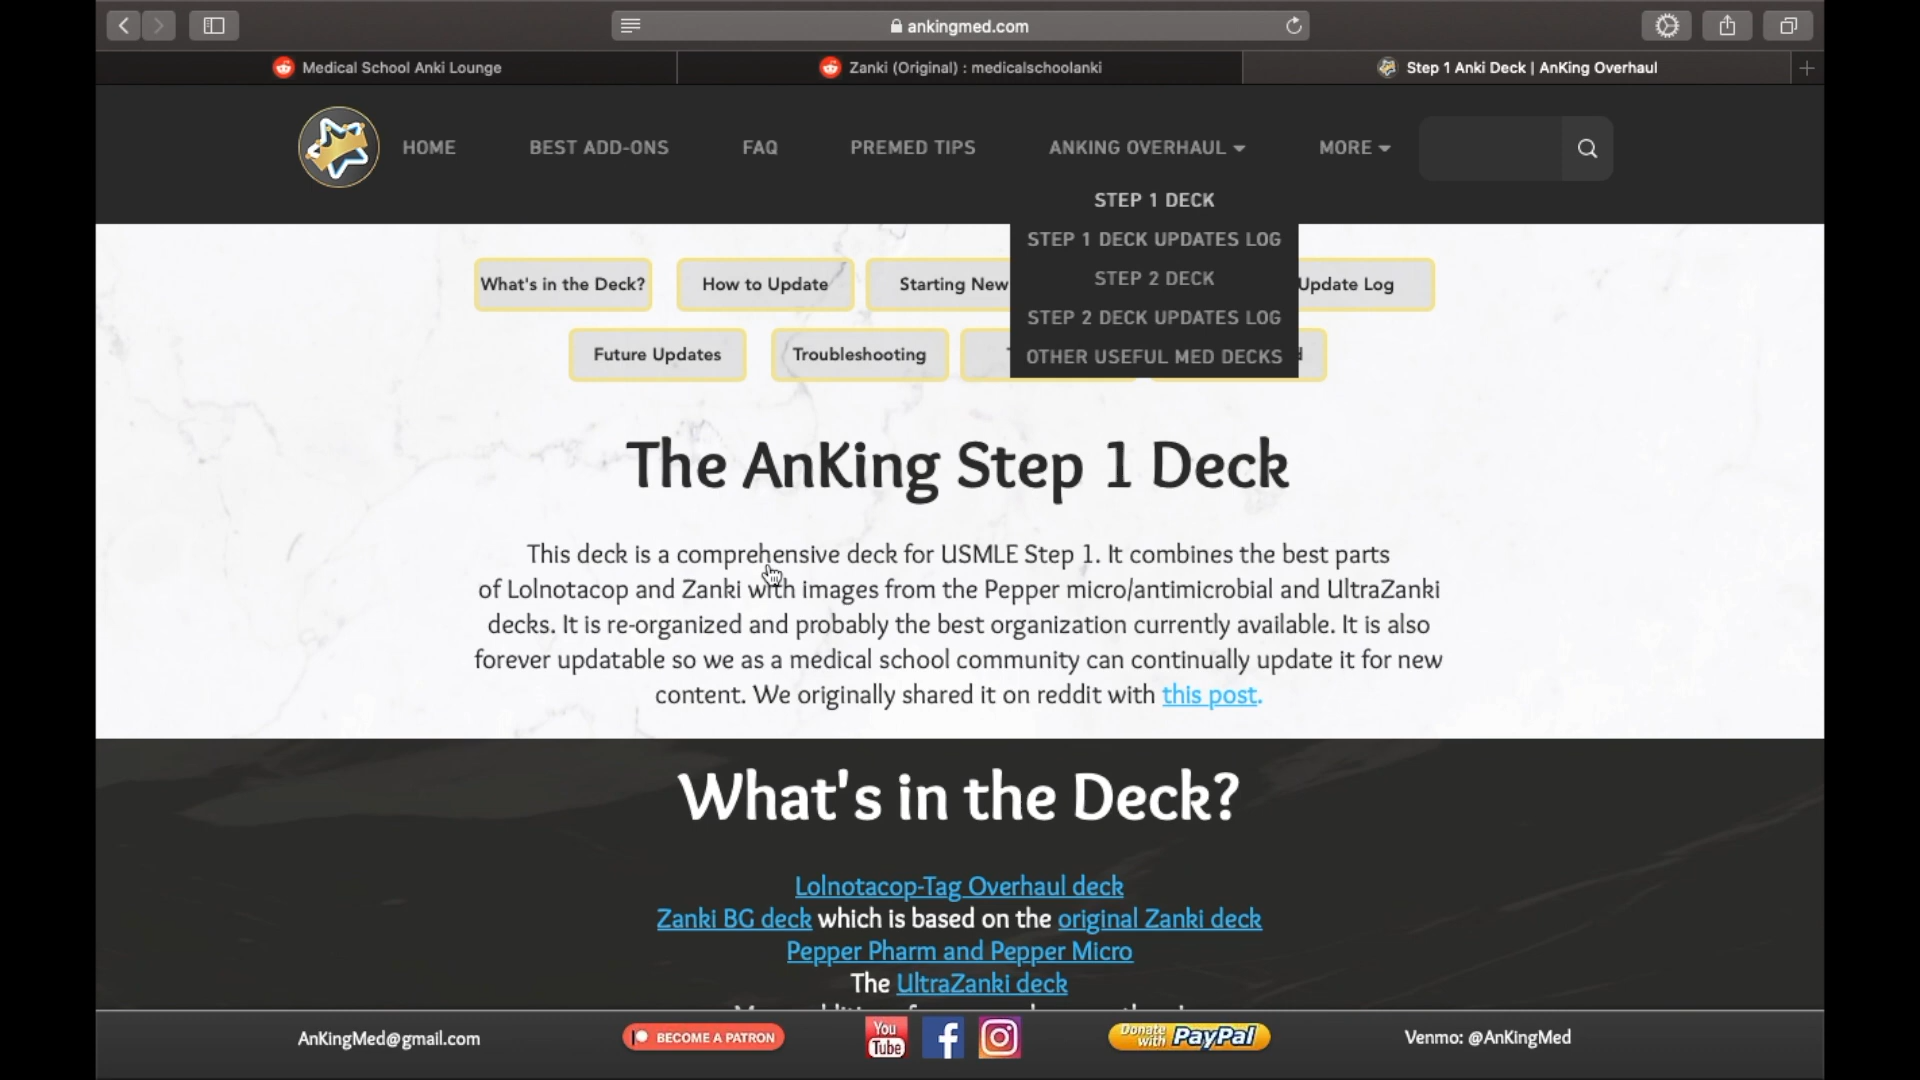 ankingmed.com
Medical School Anki Lounge
Zanki (Original) : medicalschoolanki
Step 1 Anki Deck | AnKing Overhaul
HOME
BEST ADD-ONS
FAQ
PREMED TIPS
ANKING OVERHAUL
MORE
STEP 1 DECK
STEP 1 DECK UPDATES LOG
STEP 2 DECK
STEP 2 DECK UPDATES LOG
OTHER USEFUL MED DECKS
What's in the Deck?
How to Update
Starting New
Update Log
Future Updates
Troubleshooting
The AnKing Step 1 Deck
This deck is a comprehensive deck for USMLE Step 1. It combines the best parts
of Lolnotacop and Zanki with images from the Pepper micro/antimicrobial and UltraZanki
decks. It is re-organized and probably the best organization currently available. It is also
forever updatable so we as a medical school community can continually update it for new
content. We originally shared it on reddit with this post.
What's in the Deck?
Lolnotacop-Tag Overhaul deck
Zanki BG deck which is based on the original Zanki deck
Pepper Pharm and Pepper Micro
The UltraZanki deck
AnKingMed@gmail.com
BECOME A PATRON
You
Tube
Donate
with PayPal
Venmo: @AnKingMed